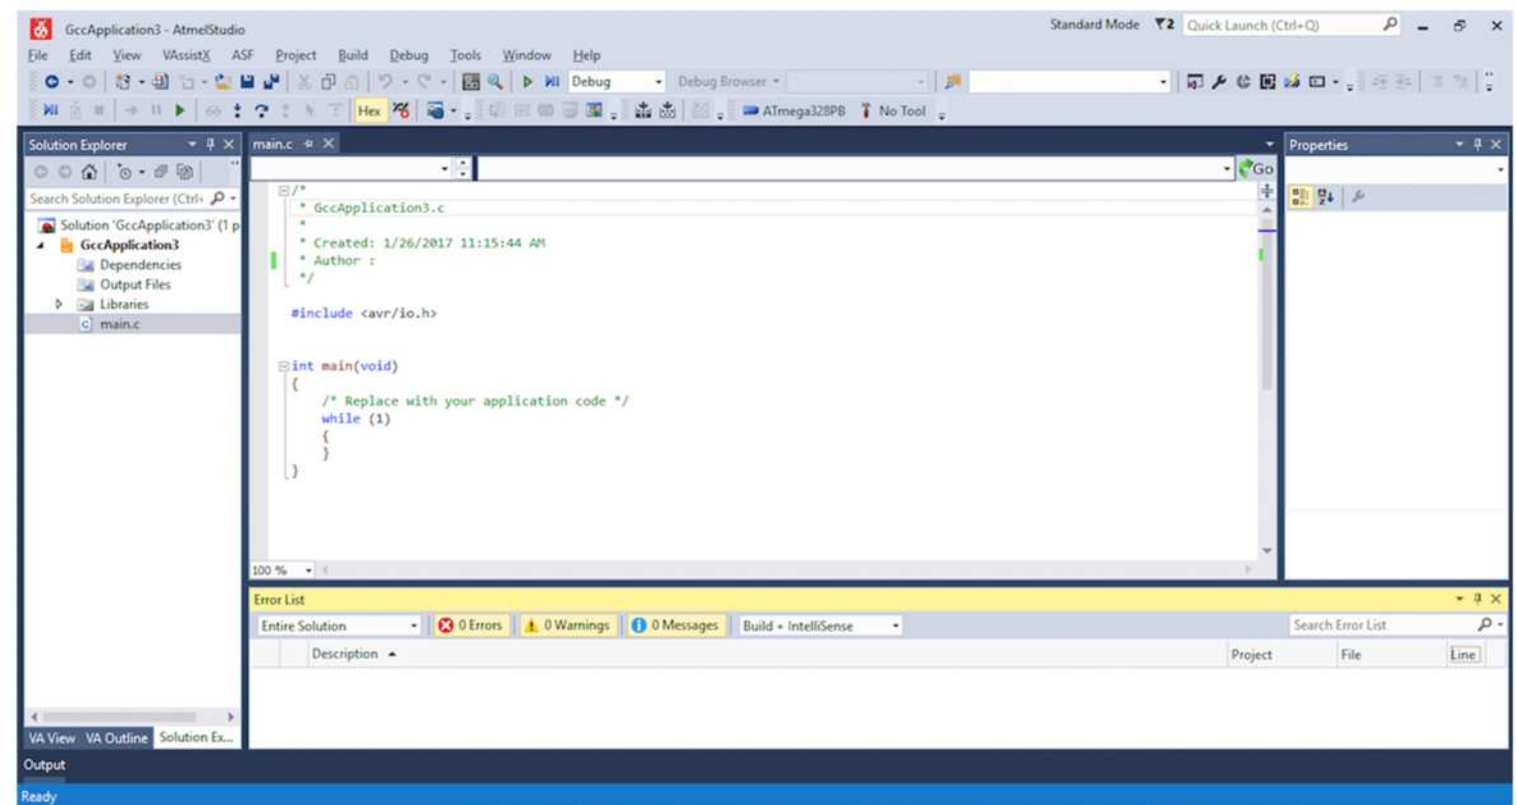 GccApplication3 - AtmelStudio
Standard Mode 2 Quick Launch (Ctrl+Q)
File Edit View VAssistX ASF Project Build Debug Tools Window Help
Debug Debug Browser
Hex ATmega328PB No Tool
Solution Explorer
main.c
Properties
Go
Search Solution Explorer (Ctrl+
Solution 'GccApplication3' (1 p
GccApplication3
Dependencies
Output Files
Libraries
main.c
/*
* GccApplication3.c
*
* Created: 1/26/2017 11:15:44 AM
* Author :
*/
#include <avr/io.h>
int main(void)
{
/* Replace with your application code */
while (1)
{
}
}
100 %
Error List
Entire Solution 0 Errors 0 Warnings 0 Messages Build + IntelliSense Search Error List
Description Project File Line
VA View VA Outline Solution Ex...
Output
Ready